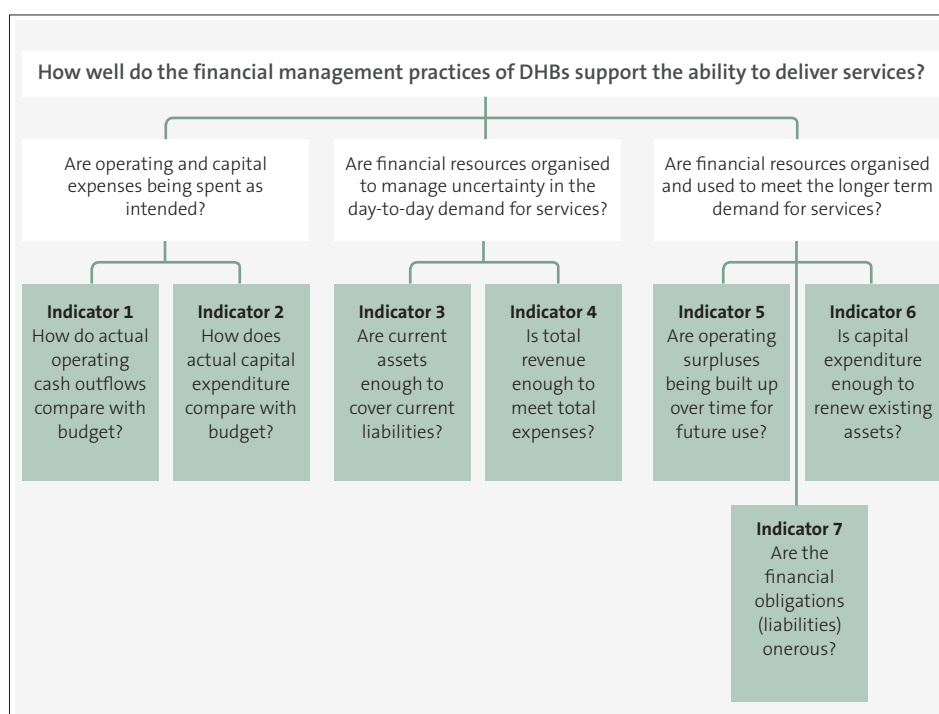 How well do the financial management practices of DHBs support the ability to deliver services?
Are operating and capital
expenses being spent as
intended?
Are financial resources organised
to manage uncertainty in the
day-to-day demand for services?
Are financial resources organised
and used to meet the longer term
demand for services?
Indicator 1
How do actual
operating
cash outflows
compare with
budget?
Indicator 2
How does
actual capital
expenditure
compare with
budget?
Indicator 3
Are current
assets
enough to
cover current
liabilities?
Indicator 4
Is total
revenue
enough to
meet total
expenses?
Indicator 5
Are operating
surpluses
being built up
over time for
future use?
Indicator 6
Is capital
expenditure
enough to
renew existing
assets?
Indicator 7
Are the
financial
obligations
(liabilities)
onerous?